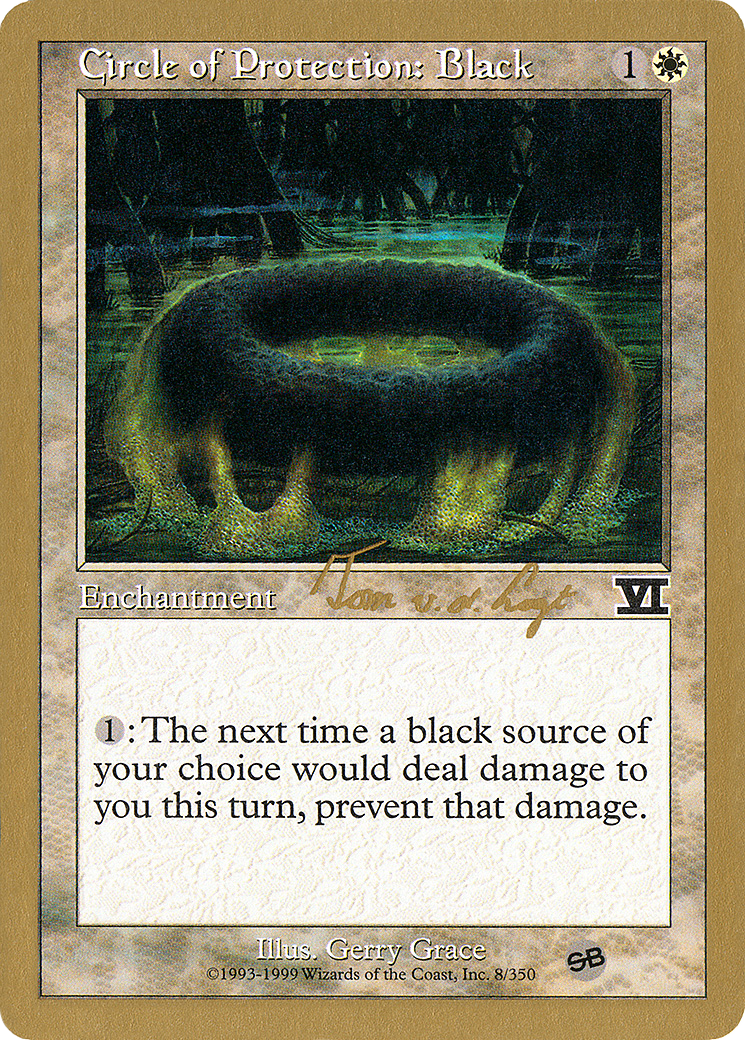 Circle of Protection: Black 1
Tom v.d. Logt
Enchantment VI
1: The next time a black source of
your choice would deal damage to
you this turn, prevent that damage.
Illus. Gerry Grace
©1993-1999 Wizards of the Coast, Inc. 8/350
SB